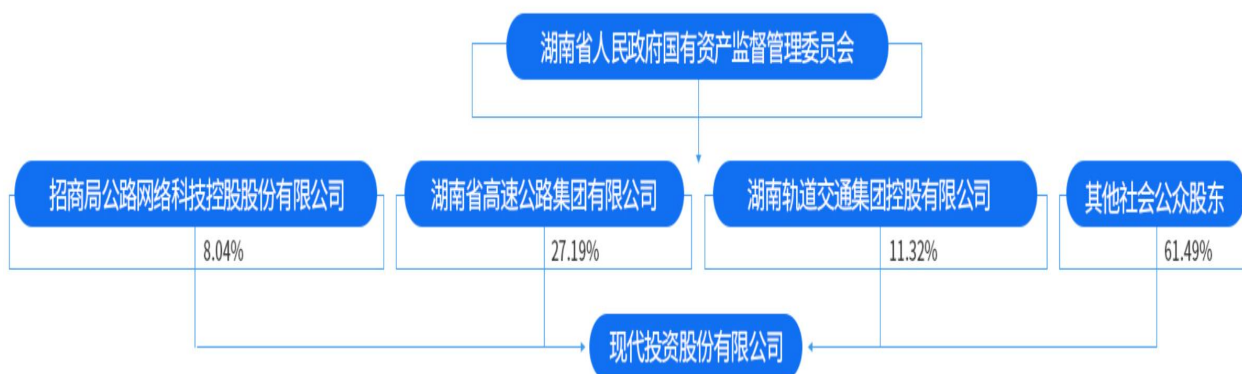 湖南省人民政府国有资产监督管理委员会
招商局公路网络科技控股股份有限公司
湖南省高速公路集团有限公司
湖南轨道交通集团控股有限公司
其他社会公众股东
8.04%
27.19%
11.32%
61.49%
现代投资股份有限公司